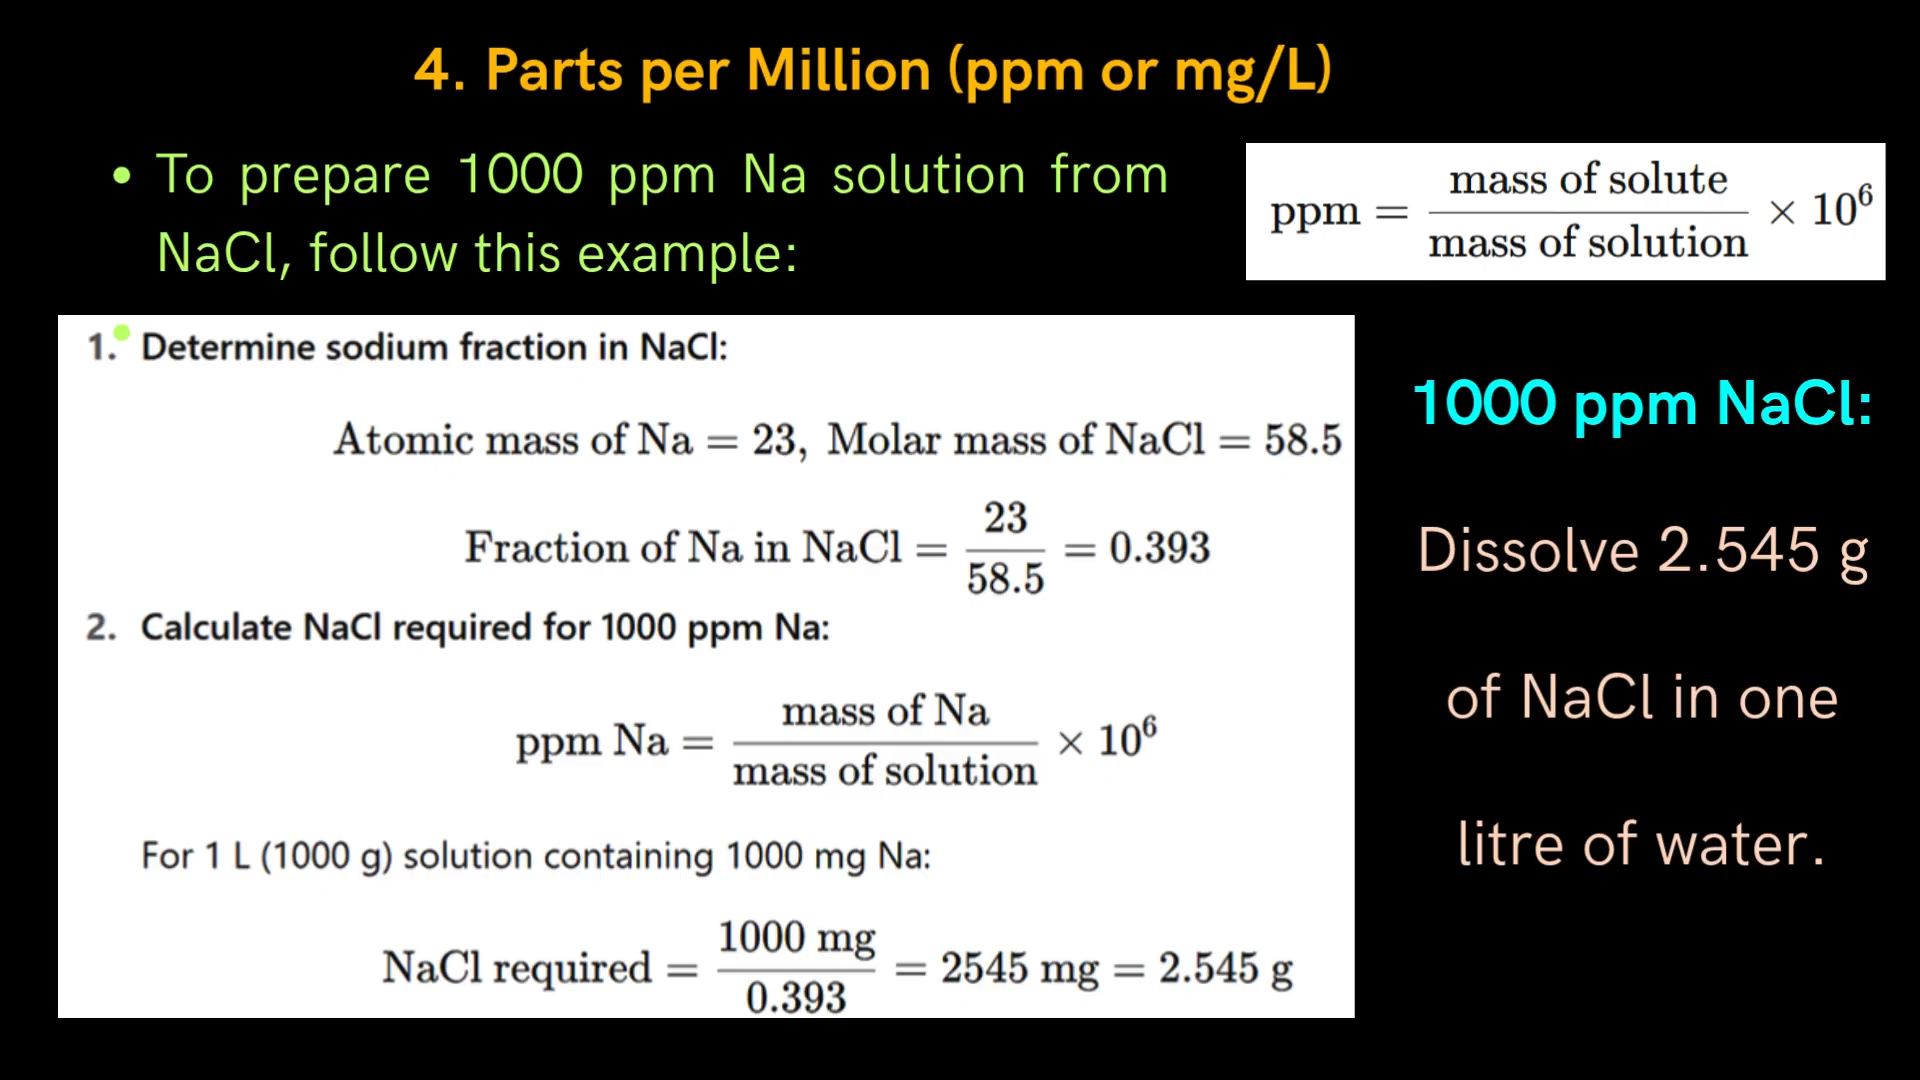 4. Parts per Million (ppm or mg/L)
• To prepare 1000 ppm Na solution from
NaCl, follow this example:
ppm = mass of solute / mass of solution × 10⁶
1. Determine sodium fraction in NaCl:
Atomic mass of Na = 23, Molar mass of NaCl = 58.5
Fraction of Na in NaCl = 23 / 58.5 = 0.393
2. Calculate NaCl required for 1000 ppm Na:
ppm Na = mass of Na / mass of solution × 10⁶
For 1 L (1000 g) solution containing 1000 mg Na:
NaCl required = 1000 mg / 0.393 = 2545 mg = 2.545 g
1000 ppm NaCl:
Dissolve 2.545 g
of NaCl in one
litre of water.